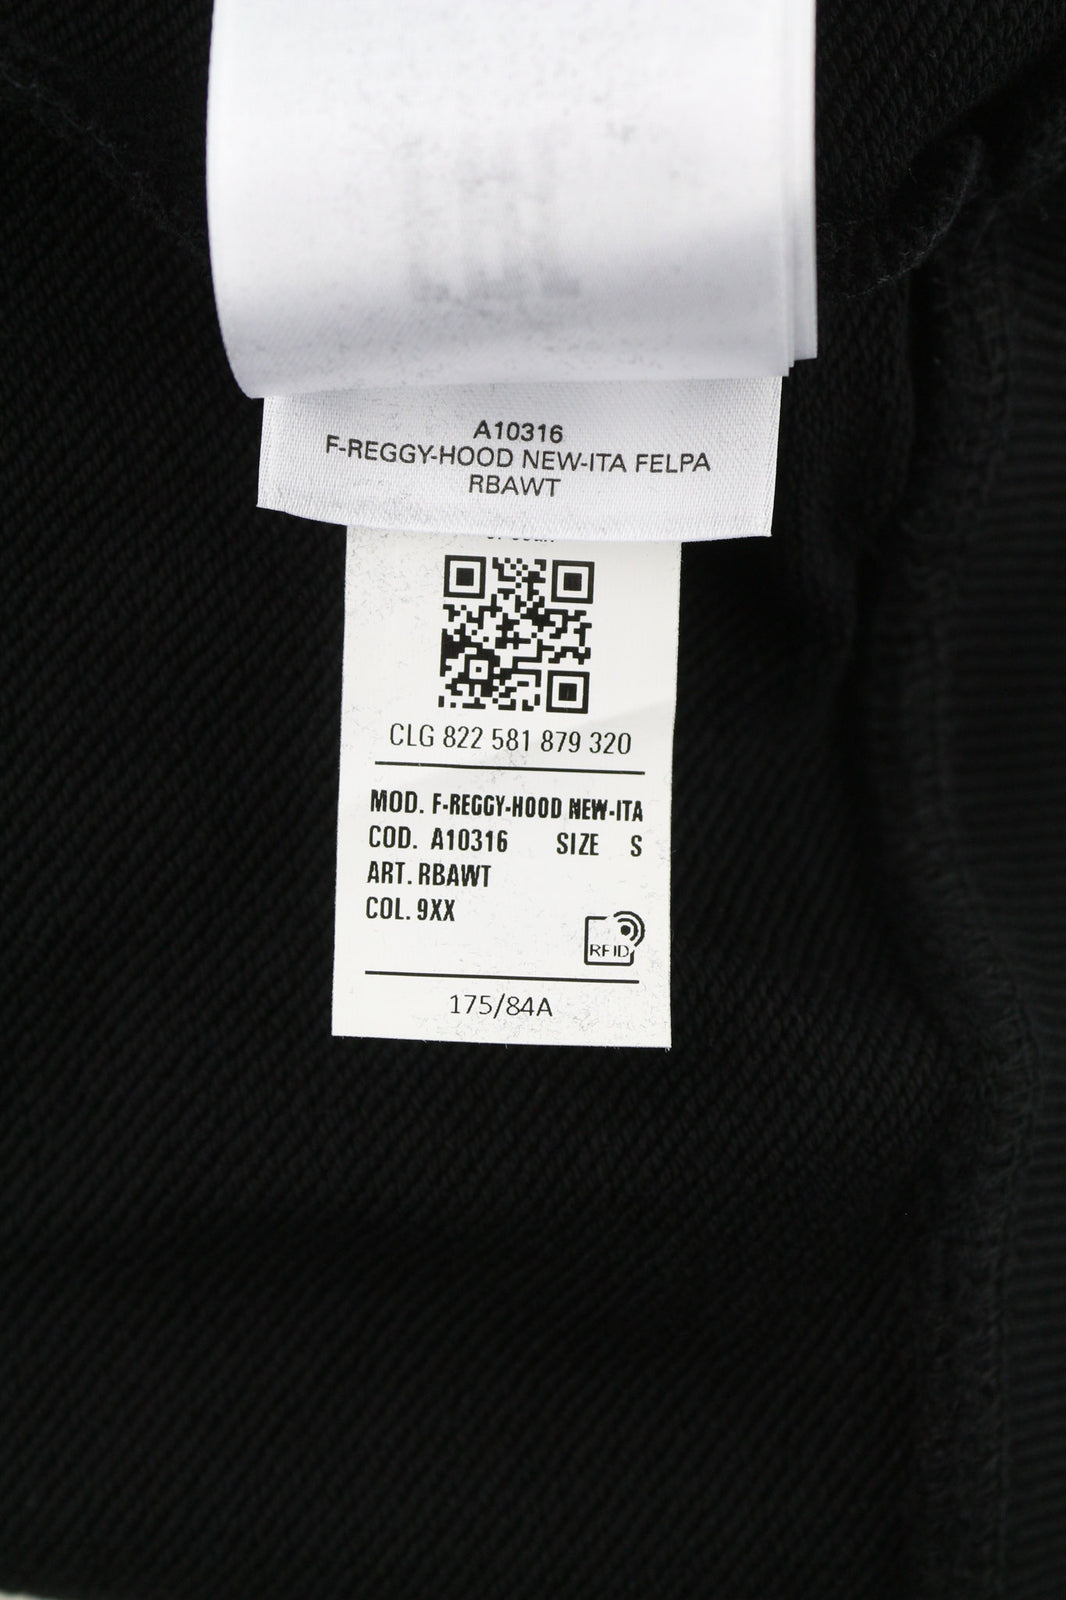 A10316
F-REGGY-HOOD NEW-ITA FELPA
RBAWT
CLG 822 581 879 320
MOD. F-REGGY-HOOD NEW-ITA
COD. A10316 SIZE S
ART. RBAWT
COL. 9XX
RFID
175/84A